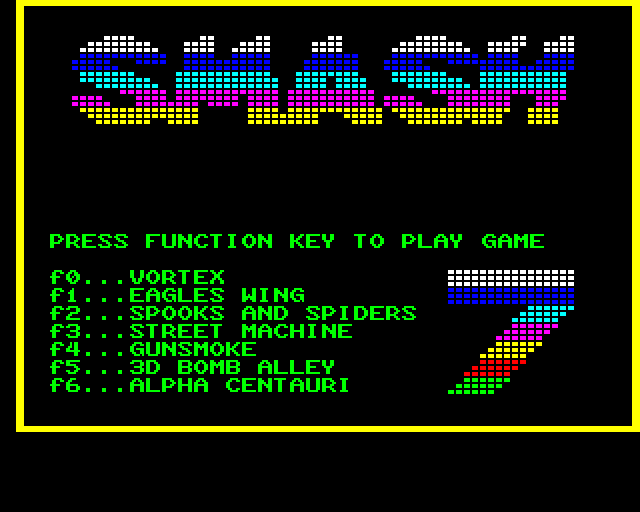 SMASH
PRESS FUNCTION KEY TO PLAY GAME
f0...VORTEX
f1...EAGLES WING
f2...SPOOKS AND SPIDERS
f3...STREET MACHINE
f4...GUNSMOKE
f5...3D BOMB ALLEY
f6...ALPHA CENTAURI
7